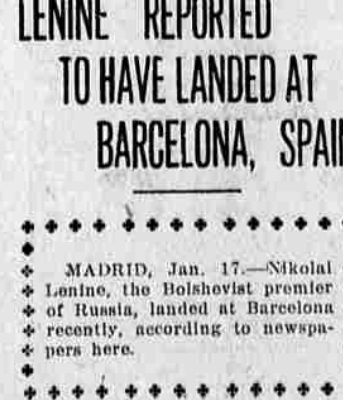 LENINE REPORTED
TO HAVE LANDED AT
BARCELONA, SPAI
MADRID, Jan. 17.—Nikolai
Lenine, the Bolshevist premier
of Russia, landed at Barcelona
recently, according to newspa-
pers here.